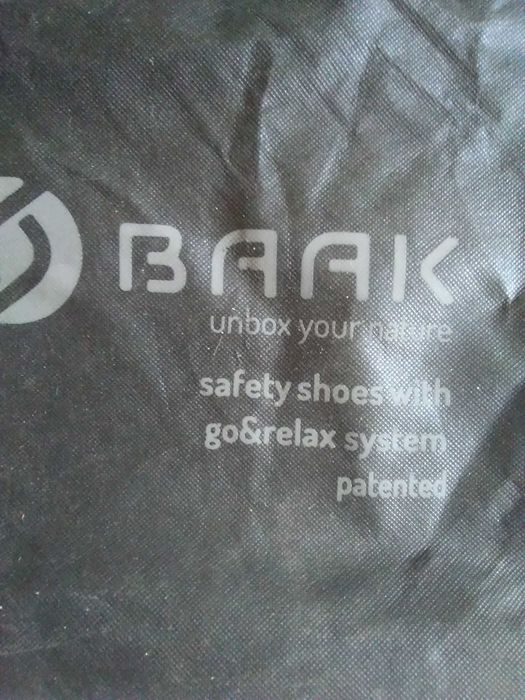 BAAK
unbox your nature
safety shoes with
go&relax system
patented